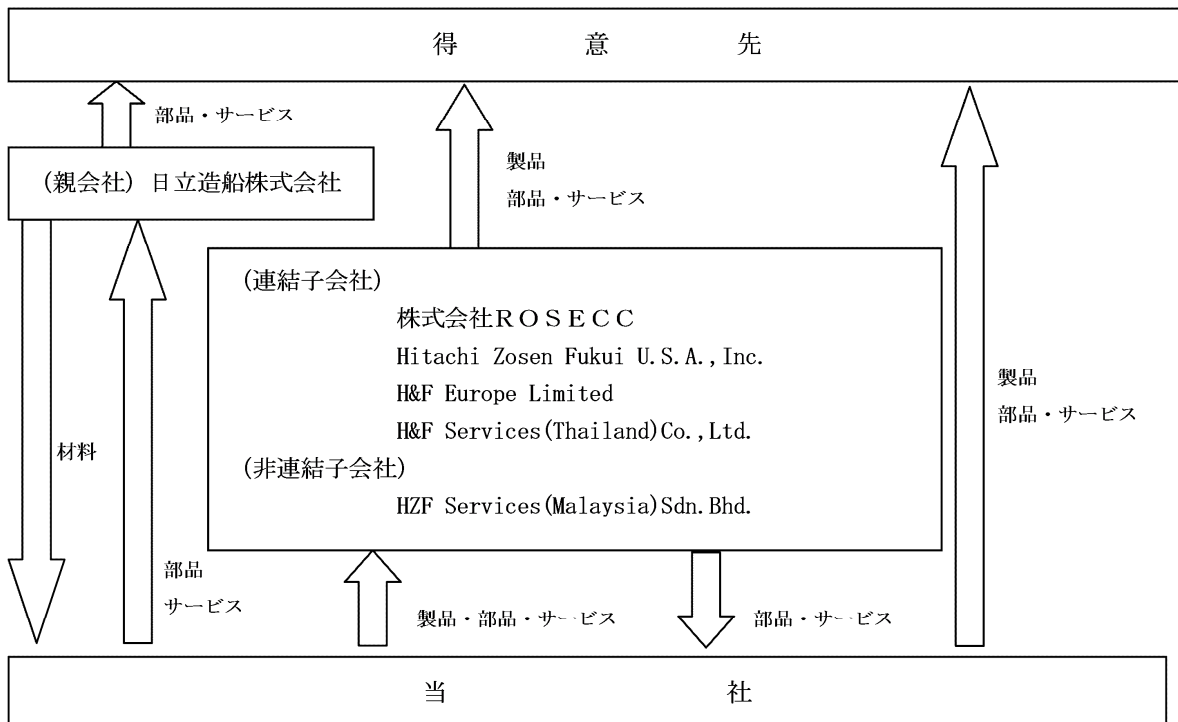 得意先
部品・サービス
(親会社) 日立造船株式会社
製品
部品・サービス
(連結子会社)
株式会社ＲＯＳＥＣＣ
Hitachi Zosen Fukui U.S.A.,Inc.
H&F Europe Limited
H&F Services(Thailand)Co.,Ltd.
(非連結子会社)
HZF Services(Malaysia)Sdn.Bhd.
製品
部品・サービス
材料
部品
サービス
製品・部品・サービス
部品・サービス
当社